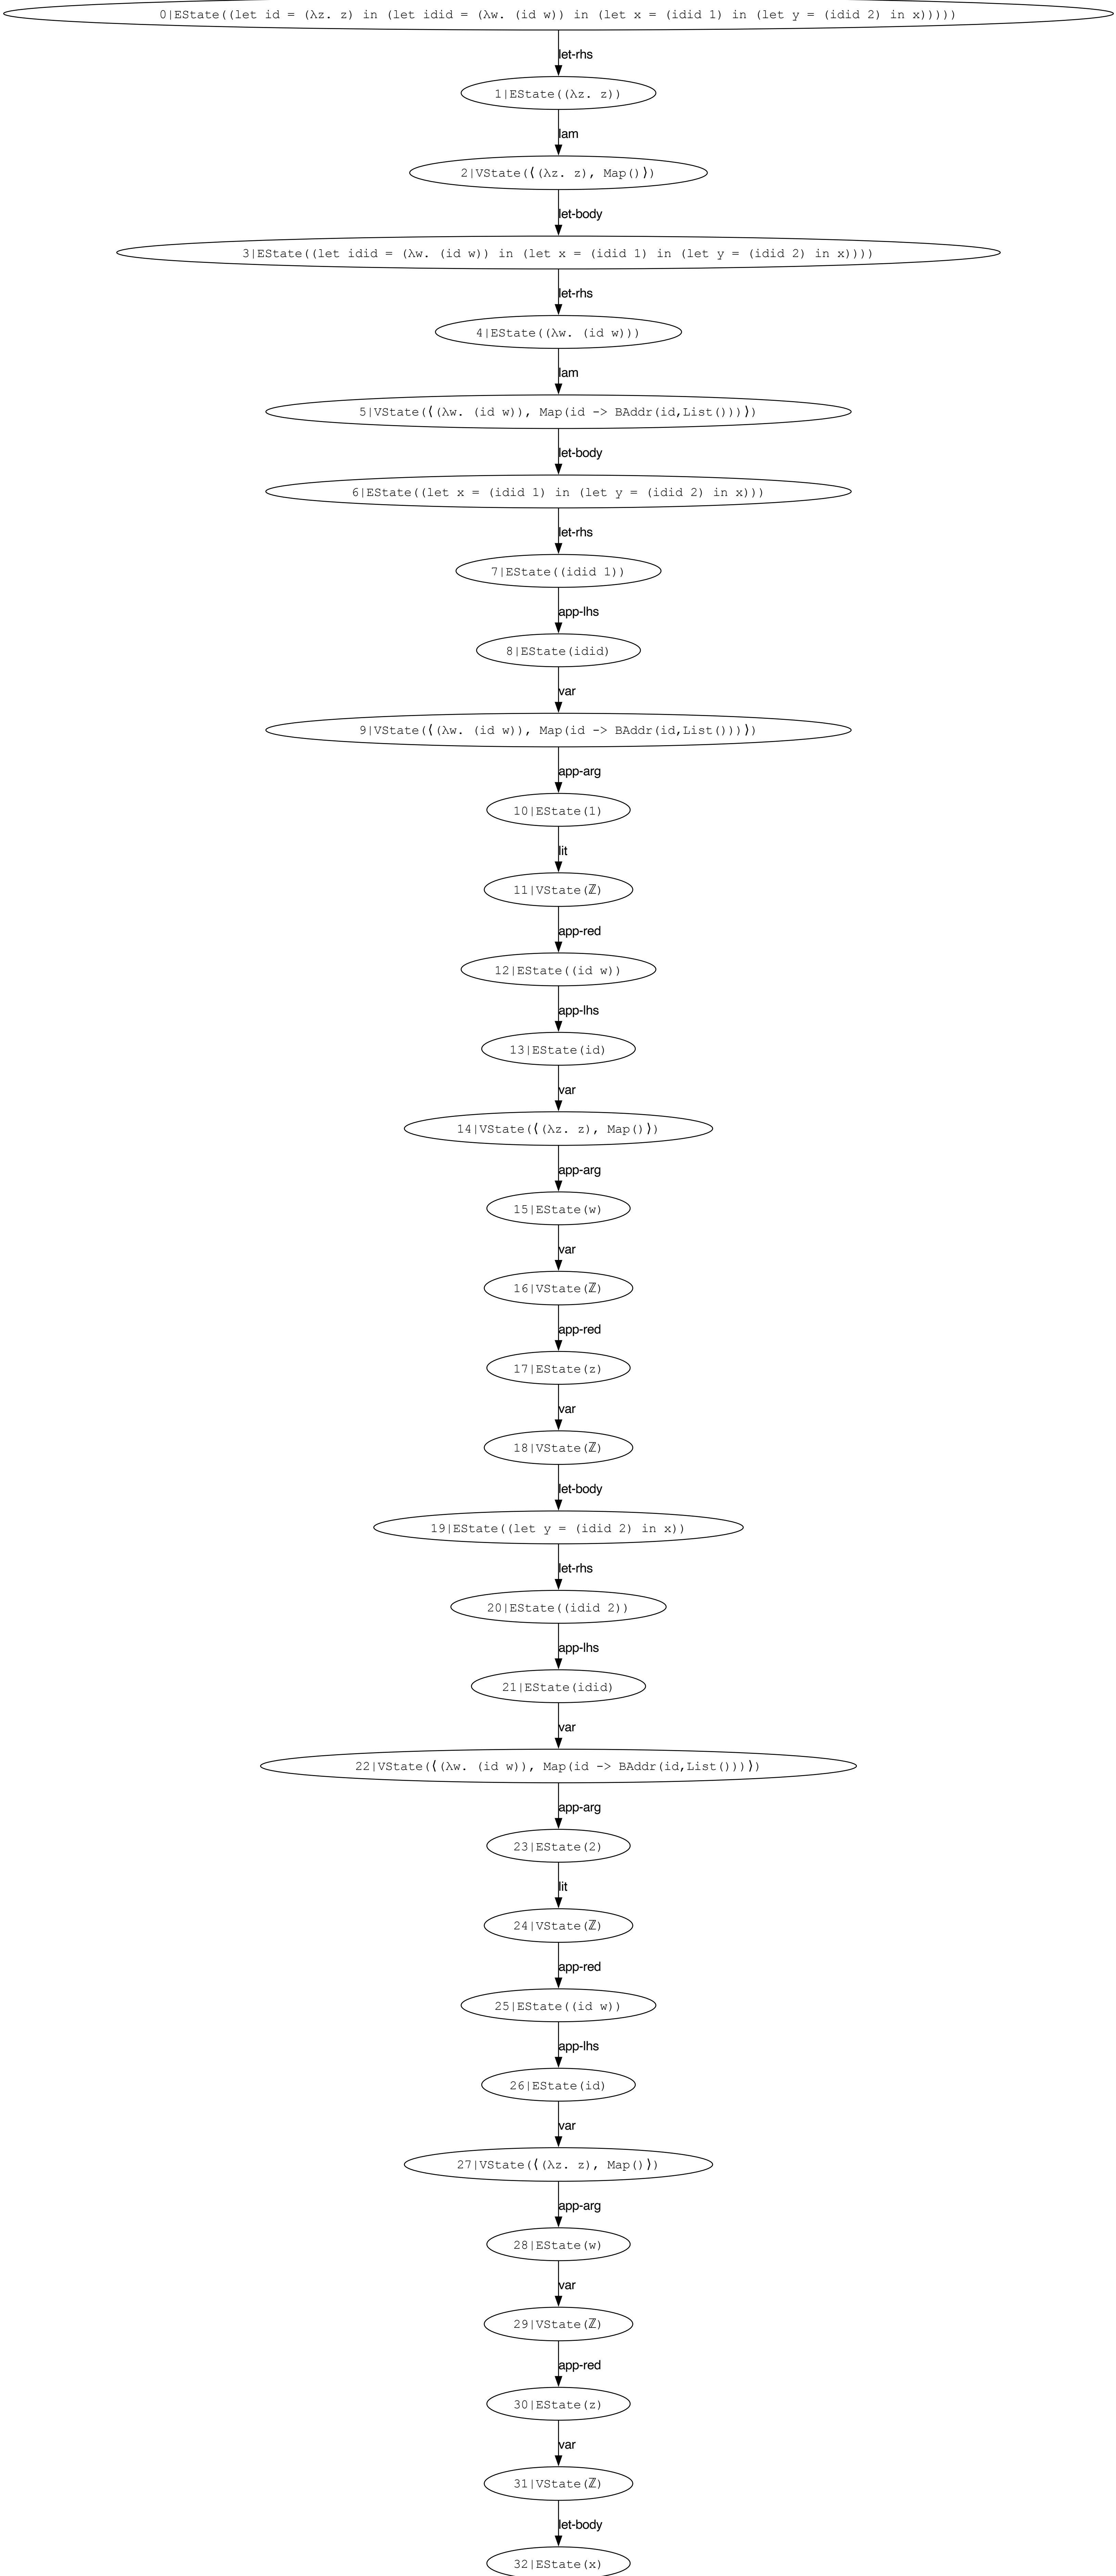 0|EState((let id = (λz. z) in (let idid = (λw. (id w)) in (let x = (idid 1) in (let y = (idid 2) in x)))))
let-rhs
1|EState((λz. z))
lam
2|VState(⟨(λz. z), Map()⟩)
let-body
3|EState((let idid = (λw. (id w)) in (let x = (idid 1) in (let y = (idid 2) in x))))
let-rhs
4|EState((λw. (id w)))
lam
5|VState(⟨(λw. (id w)), Map(id -> BAddr(id,List()))⟩)
let-body
6|EState((let x = (idid 1) in (let y = (idid 2) in x)))
let-rhs
7|EState((idid 1))
app-lhs
8|EState(idid)
var
9|VState(⟨(λw. (id w)), Map(id -> BAddr(id,List()))⟩)
app-arg
10|EState(1)
lit
11|VState(ℤ)
app-red
12|EState((id w))
app-lhs
13|EState(id)
var
14|VState(⟨(λz. z), Map()⟩)
app-arg
15|EState(w)
var
16|VState(ℤ)
app-red
17|EState(z)
var
18|VState(ℤ)
let-body
19|EState((let y = (idid 2) in x))
let-rhs
20|EState((idid 2))
app-lhs
21|EState(idid)
var
22|VState(⟨(λw. (id w)), Map(id -> BAddr(id,List()))⟩)
app-arg
23|EState(2)
lit
24|VState(ℤ)
app-red
25|EState((id w))
app-lhs
26|EState(id)
var
27|VState(⟨(λz. z), Map()⟩)
app-arg
28|EState(w)
var
29|VState(ℤ)
app-red
30|EState(z)
var
31|VState(ℤ)
let-body
32|EState(x)